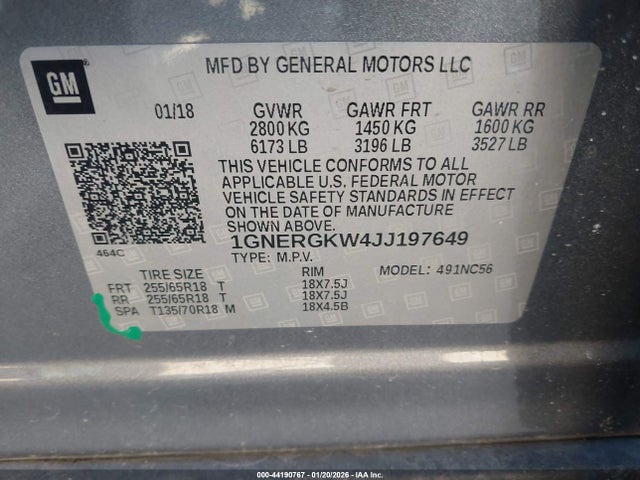 GM
MFD BY GENERAL MOTORS LLC
01/18 GVWR GAWR FRT GAWR RR
2800 KG 1450 KG 1600 KG
6173 LB 3196 LB 3527 LB
THIS VEHICLE CONFORMS TO ALL
APPLICABLE U.S. FEDERAL MOTOR
VEHICLE SAFETY STANDARDS IN EFFECT
ON THE DATE OF MANUFACTURE
SHOWN ABOVE.
464C
1GNERGKW4JJ197649
TYPE: M.P.V. MODEL: 491NC56
TIRE SIZE RIM
FRT 255/65R18 T 18X7.5J
RR 255/65R18 T 18X7.5J
SPA T135/70R18 M 18X4.5B
000-44190767 - 01/20/2026 - IAA Inc.